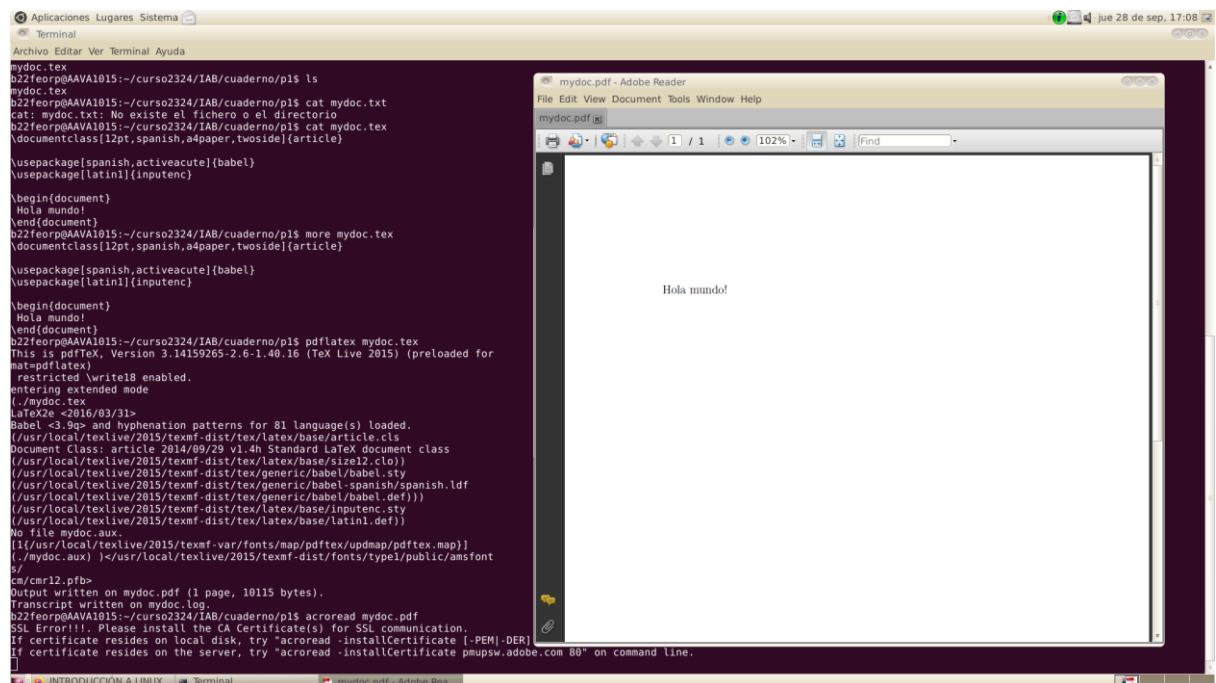 Aplicaciones Lugares Sistema
jue 28 de sep, 17:08
Terminal
Archivo Editar Ver Terminal Ayuda
mydoc.tex
b22feorp@AAVA1015:~/curso2324/IAB/cuaderno/p1$ ls
mydoc.tex
b22feorp@AAVA1015:~/curso2324/IAB/cuaderno/p1$ cat mydoc.txt
cat: mydoc.txt: No existe el fichero o el directorio
b22feorp@AAVA1015:~/curso2324/IAB/cuaderno/p1$ cat mydoc.tex
\documentclass[12pt,spanish,a4paper,twoside]{article}
\usepackage[spanish,activeacute]{babel}
\usepackage[latin1]{inputenc}
\begin{document}
Hola mundo!
\end{document}
b22feorp@AAVA1015:~/curso2324/IAB/cuaderno/p1$ more mydoc.tex
\documentclass[12pt,spanish,a4paper,twoside]{article}
\usepackage[spanish,activeacute]{babel}
\usepackage[latin1]{inputenc}
\begin{document}
Hola mundo!
\end{document}
b22feorp@AAVA1015:~/curso2324/IAB/cuaderno/p1$ pdflatex mydoc.tex
This is pdfTeX, Version 3.14159265-2.6-1.40.16 (TeX Live 2015) (preloaded for
mat=pdflatex)
restricted \write18 enabled.
entering extended mode
(./mydoc.tex
LaTeX2e <2016/03/31>
Babel <3.9q> and hyphenation patterns for 81 language(s) loaded.
(/usr/local/texlive/2015/texmf-dist/tex/latex/base/article.cls
Document Class: article 2014/09/29 v1.4h Standard LaTeX document class
(/usr/local/texlive/2015/texmf-dist/tex/latex/base/size12.clo))
(/usr/local/texlive/2015/texmf-dist/tex/generic/babel/babel.sty
(/usr/local/texlive/2015/texmf-dist/tex/generic/babel-spanish/spanish.ldf
(/usr/local/texlive/2015/texmf-dist/tex/generic/babel/babel.def)))
(/usr/local/texlive/2015/texmf-dist/tex/latex/base/inputenc.sty
(/usr/local/texlive/2015/texmf-dist/tex/latex/base/latin1.def))
No file mydoc.aux.
[1{/usr/local/texlive/2015/texmf-var/fonts/map/pdftex/updmap/pdftex.map}]
(./mydoc.aux) )</usr/local/texlive/2015/texmf-dist/fonts/type1/public/amsfont
s/
cm/cmr12.pfb>
Output written on mydoc.pdf (1 page, 10115 bytes).
Transcript written on mydoc.log.
b22feorp@AAVA1015:~/curso2324/IAB/cuaderno/p1$ acroread mydoc.pdf
SSL Error!!!. Please install the CA Certificate(s) for SSL communication.
If certificate resides on local disk, try "acroread -installCertificate [-PEM|-DER]
If certificate resides on the server, try "acroread -installCertificate pmupsw.adobe.com 80" on command line.
mydoc.pdf - Adobe Reader
File Edit View Document Tools Window Help
mydoc.pdf
1 / 1 102% Find
Hola mundo!
INTRODUCCIÓN A LINUX
Terminal
mydoc.pdf - Adobe Rea